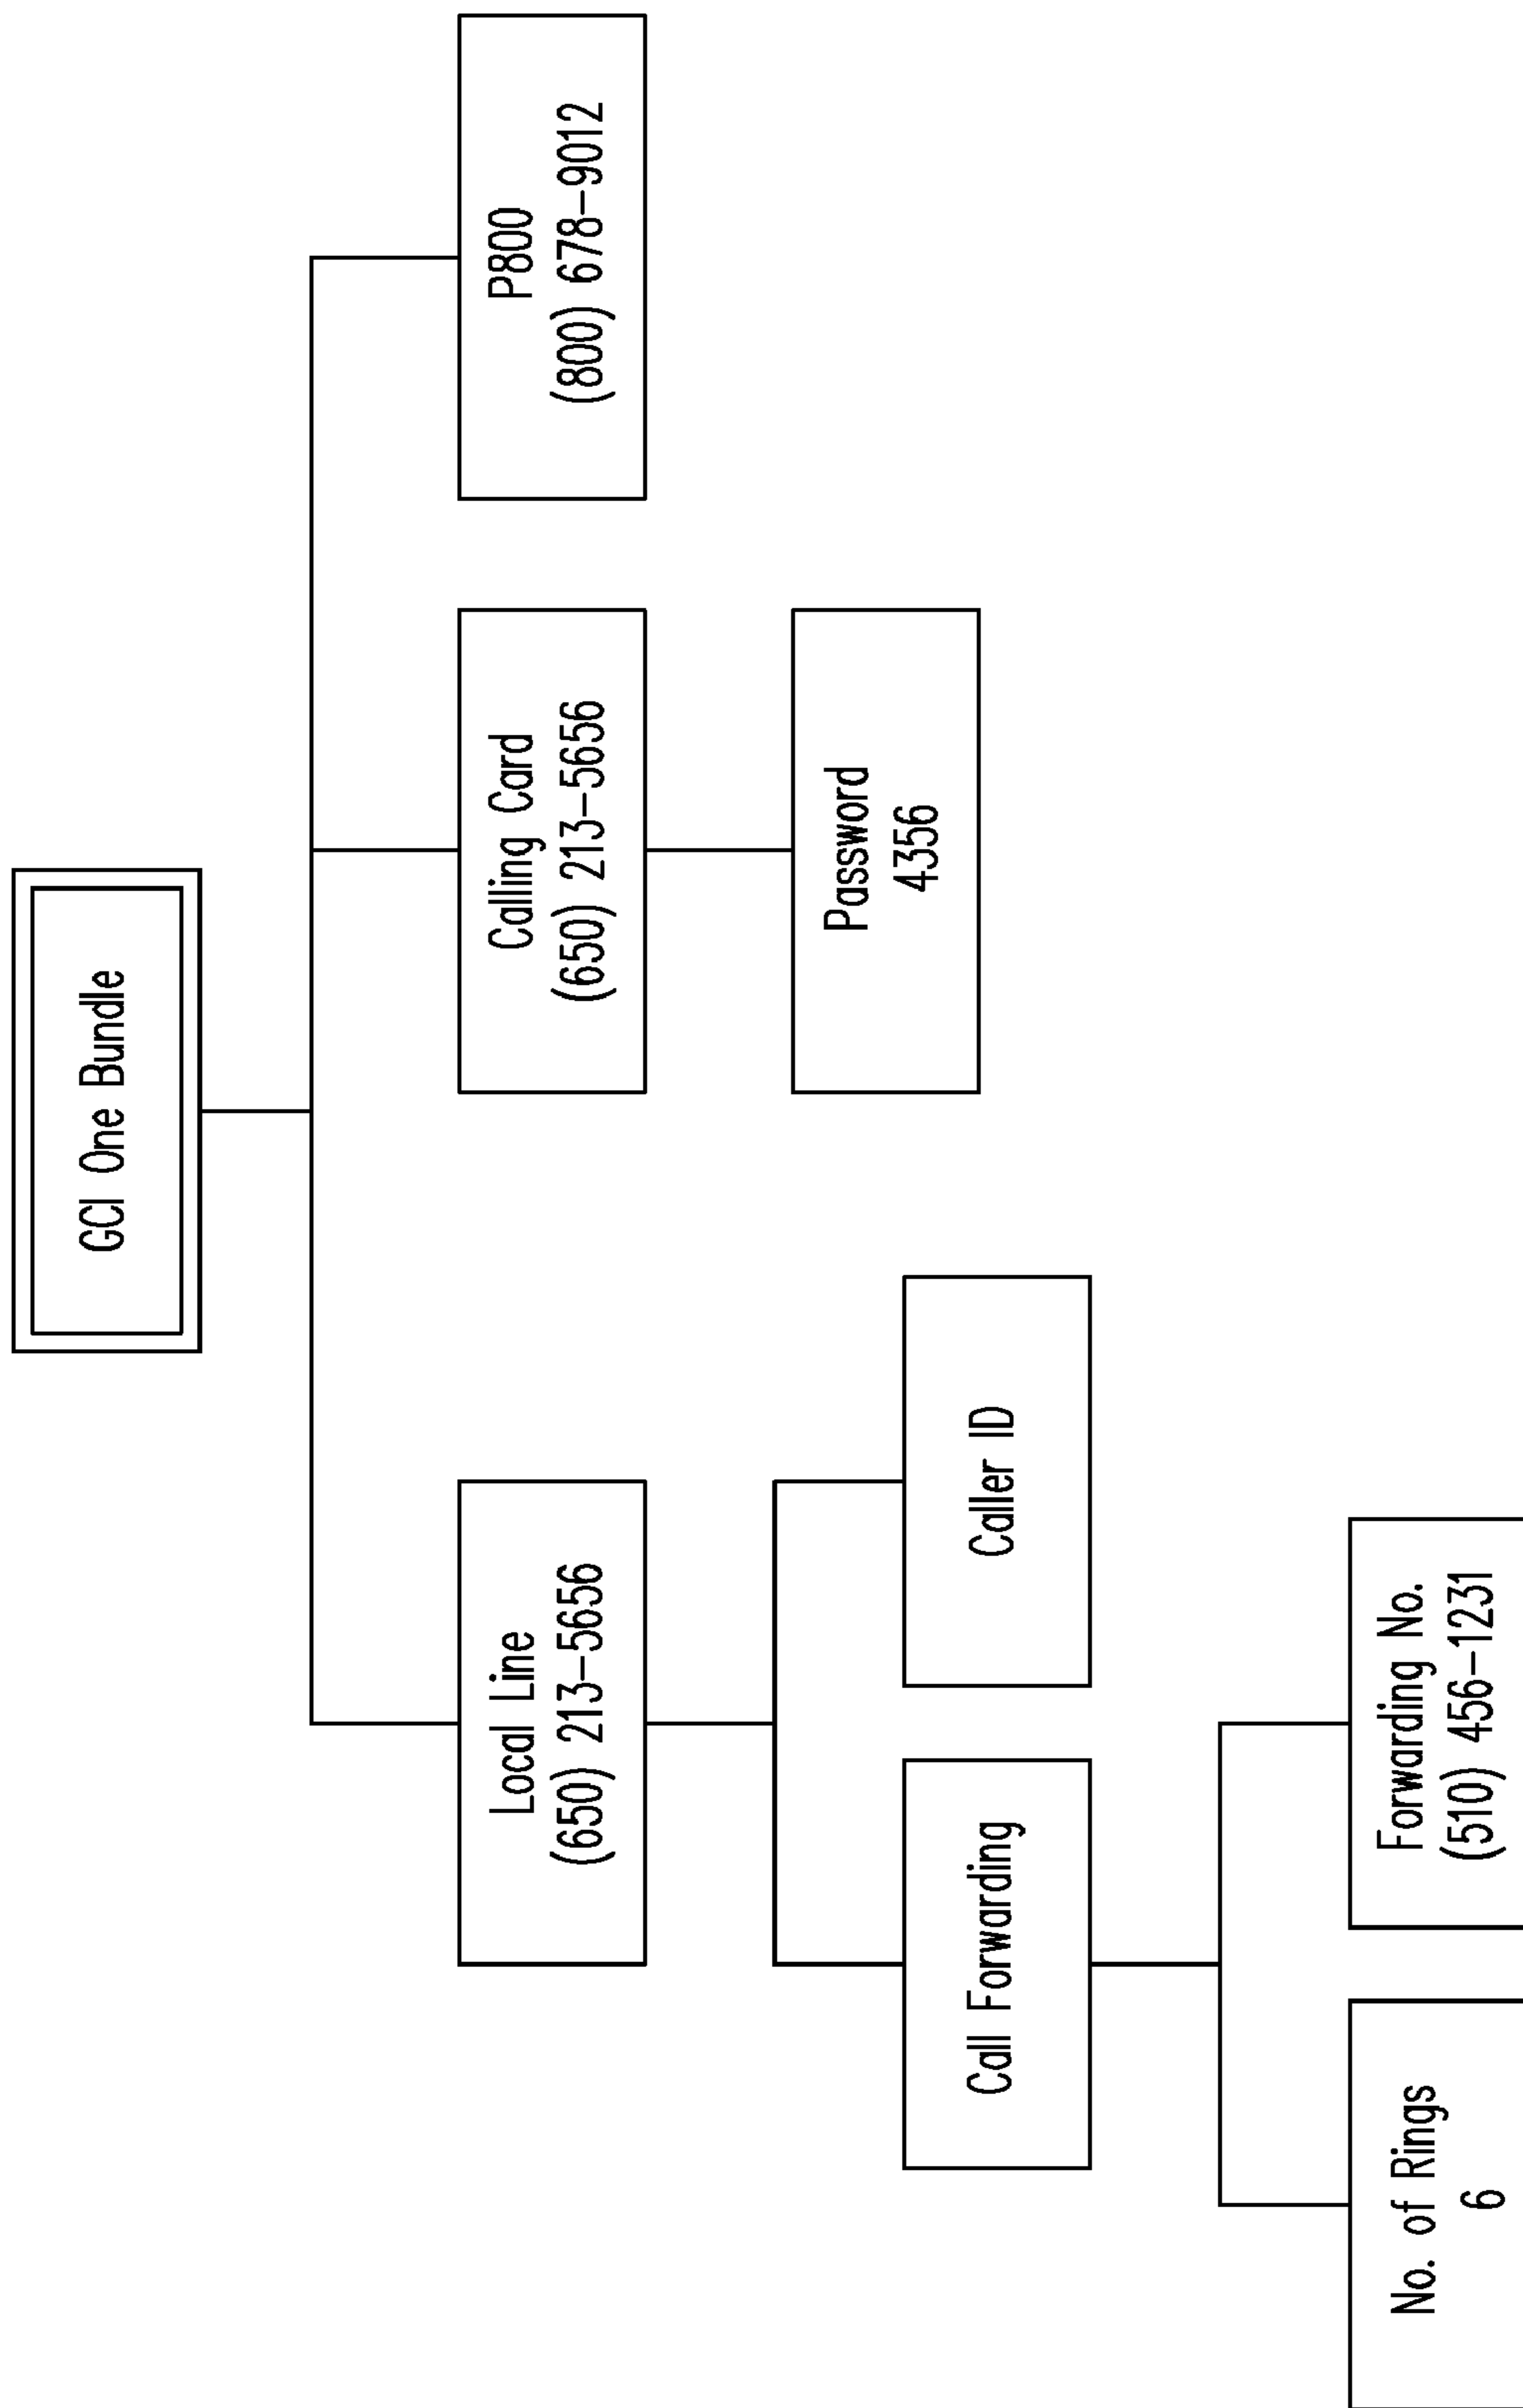 GCI One Bundle
Local Line
(650) 213-5656
Calling Card
(650) 213-5656
P800
(800) 678-9012
Password
4356
Call Forwarding
Caller ID
No. of Rings
6
Forwarding No.
(510) 456-1231